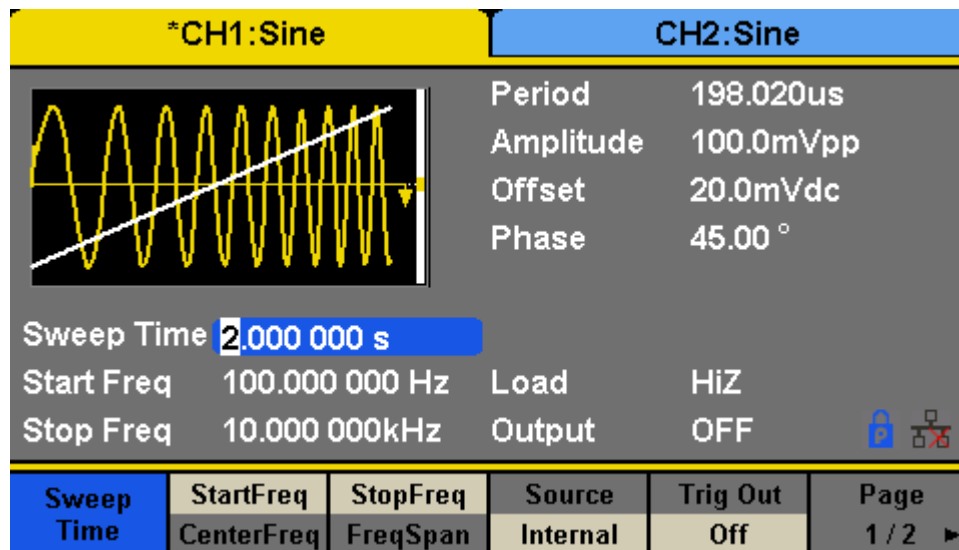 *CH1:Sine CH2:Sine
Period 198.020us
Amplitude 100.0mVpp
Offset 20.0mVdc
Phase 45.00 °
Sweep Time 2.000 000 s
Start Freq 100.000 000 Hz Load HiZ
Stop Freq 10.000 000kHz Output OFF
P
Sweep Time StartFreq StopFreq Source Trig Out Page
CenterFreq FreqSpan Internal Off 1/2 ►